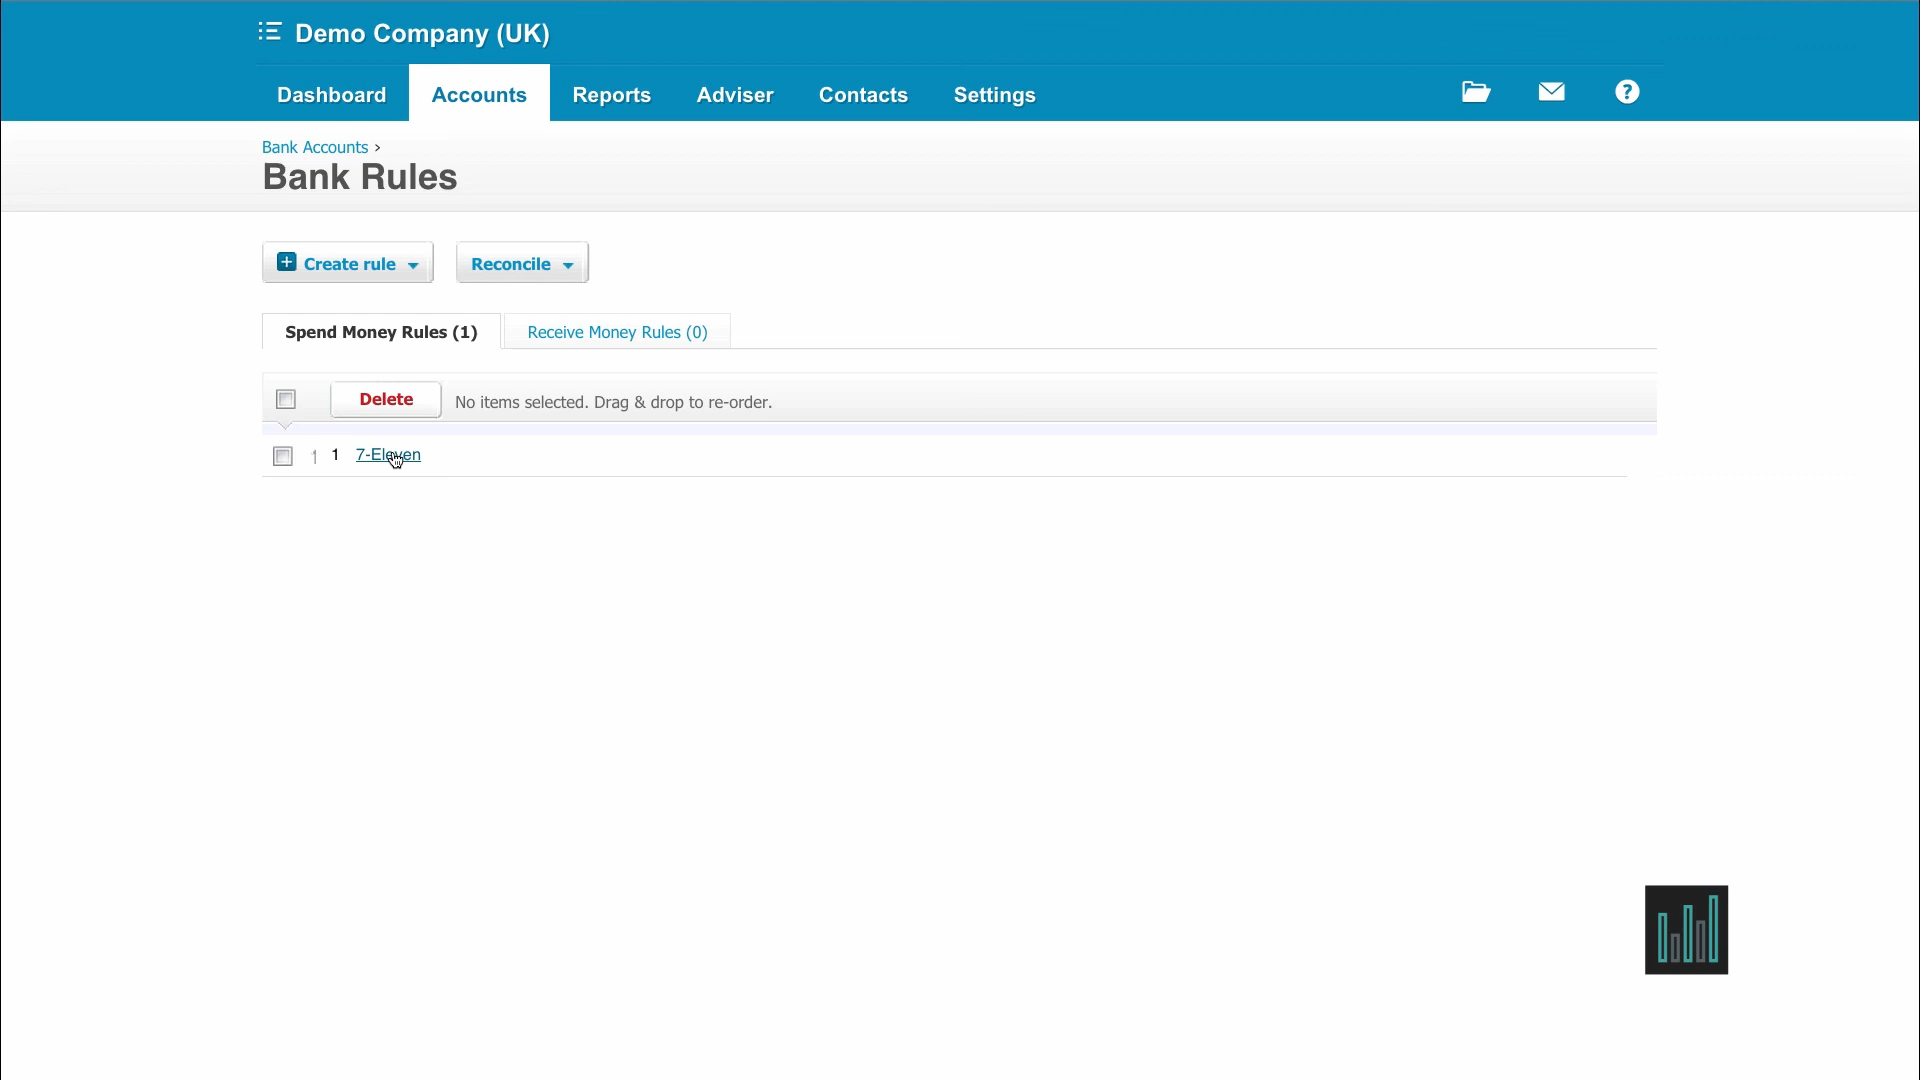 Demo Company (UK)
Dashboard Accounts Reports Adviser Contacts Settings ?
Bank Accounts ›
Bank Rules
+ Create rule Reconcile
Spend Money Rules (1) Receive Money Rules (0)
Delete No items selected. Drag & drop to re-order.
1 7-Eleven